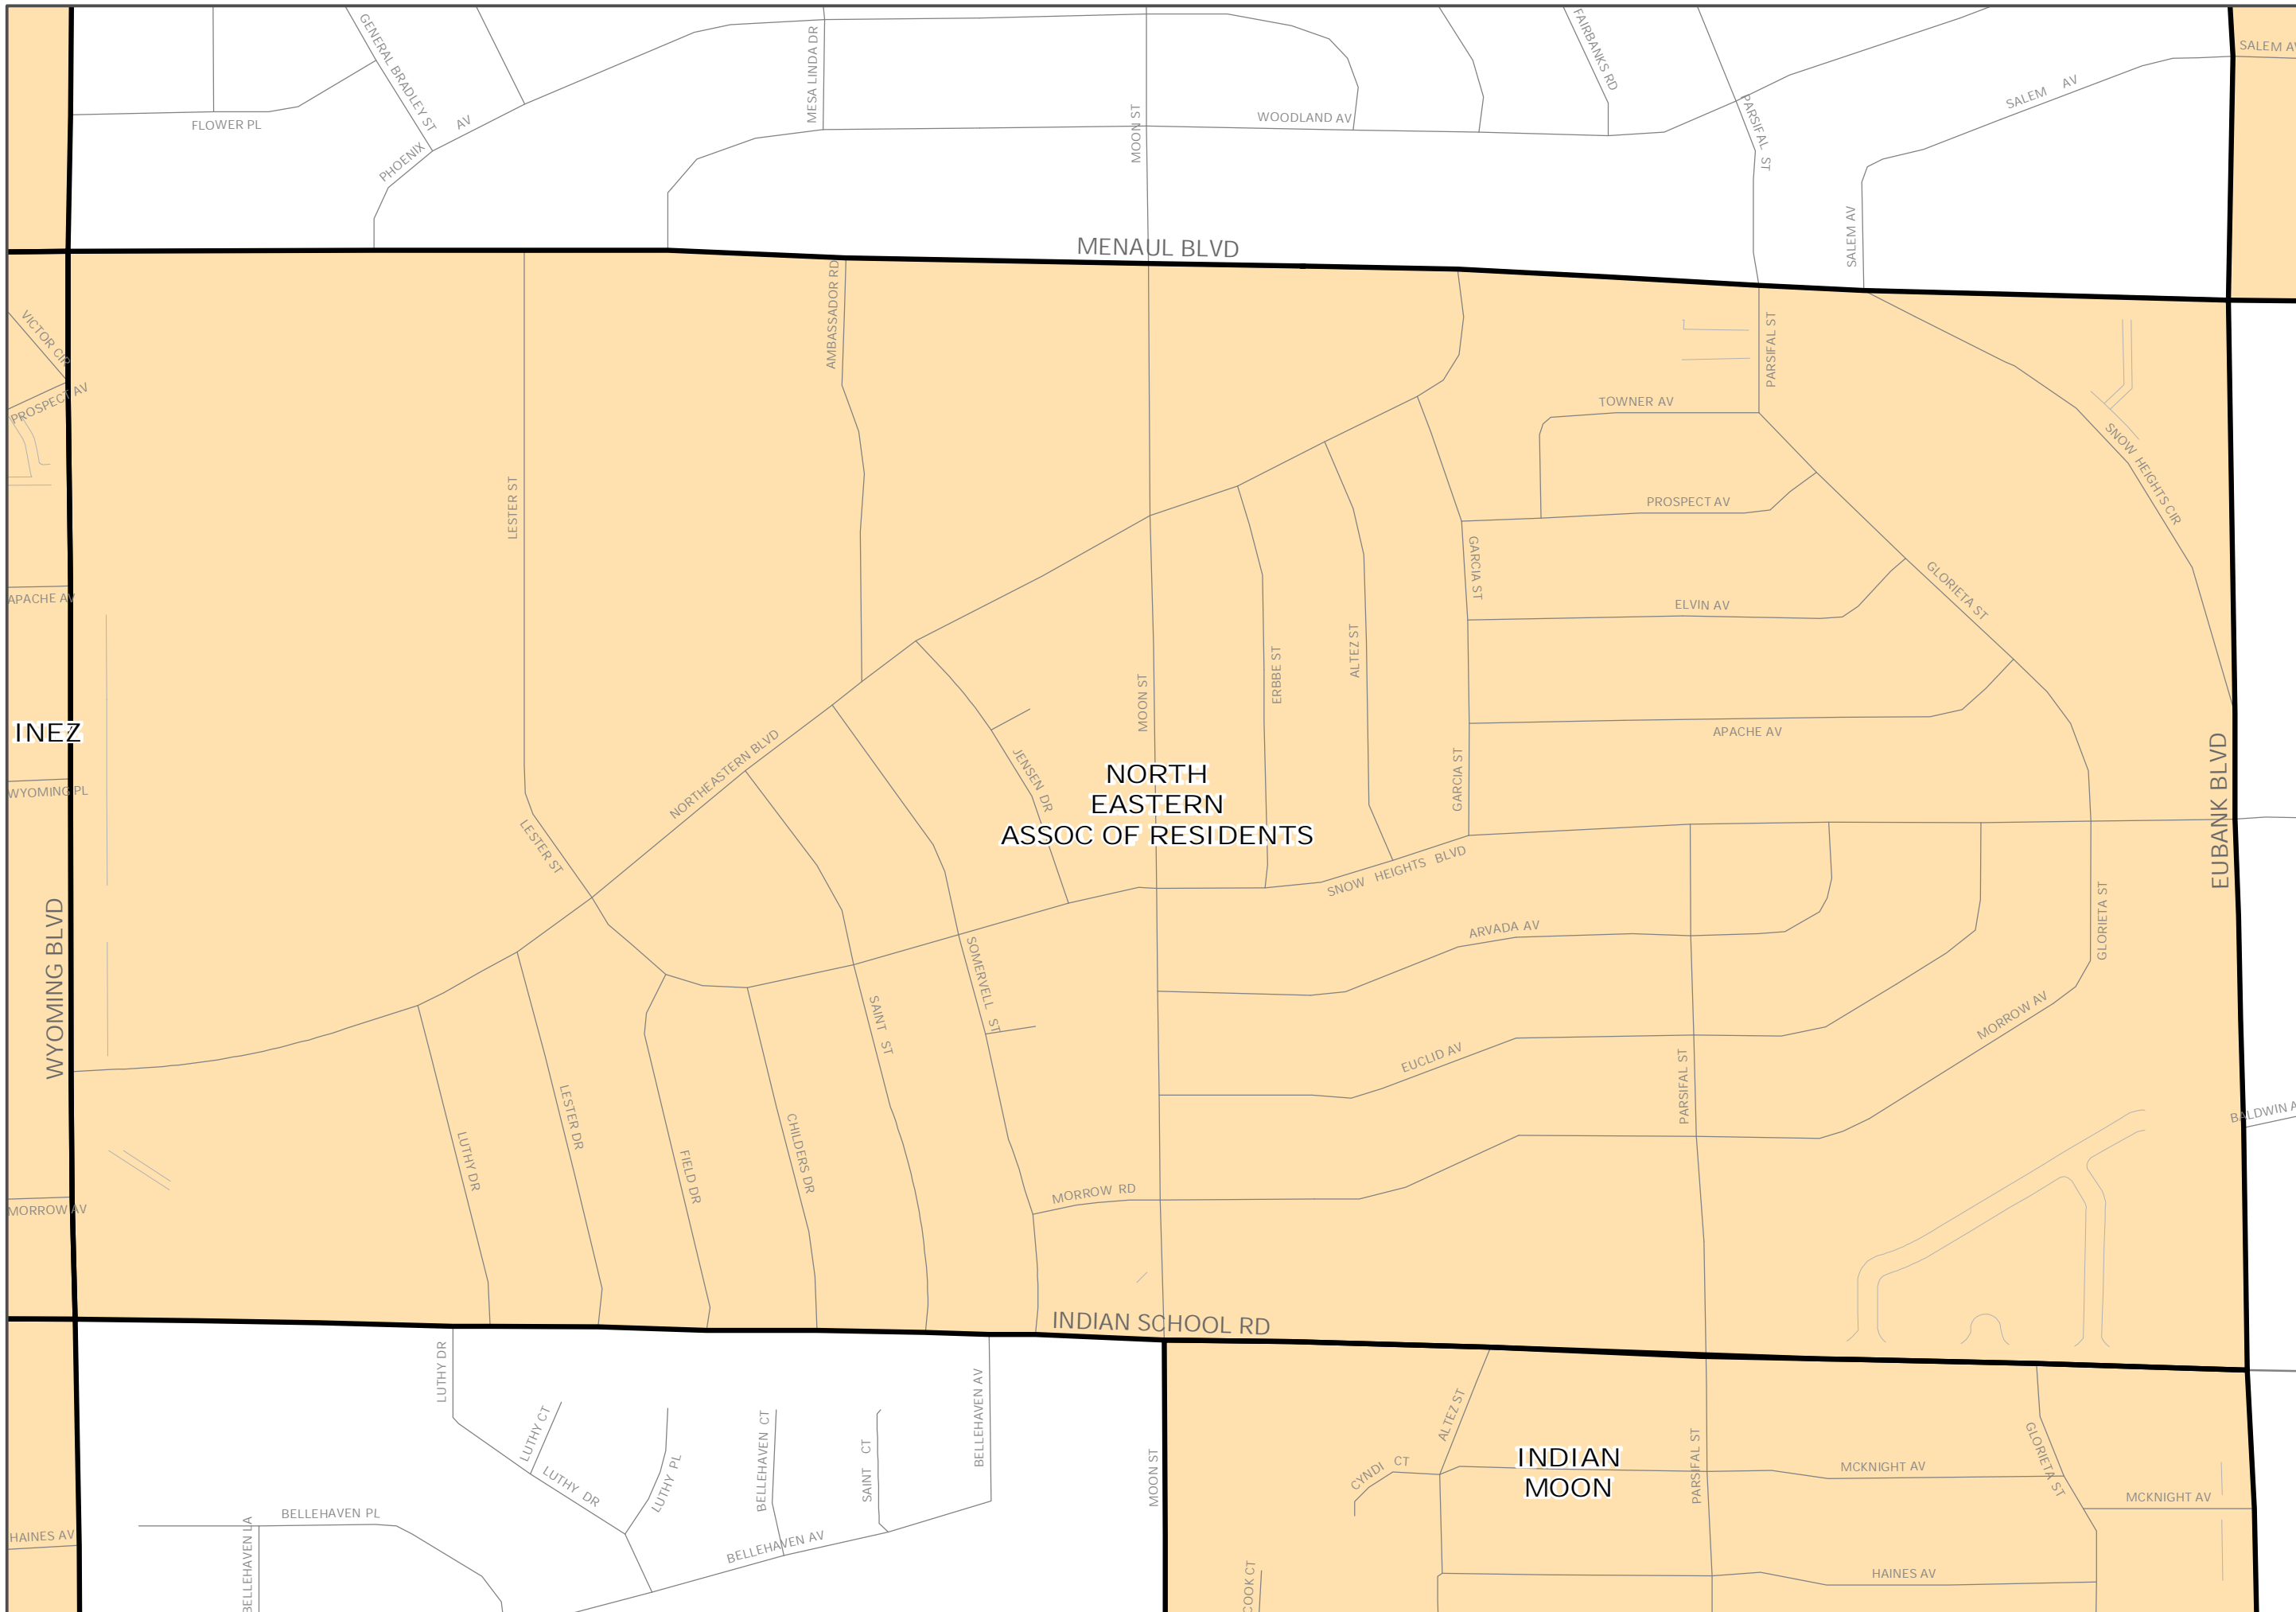 GENERAL BRADLEY ST
FLOWER PL
PHOENIX AV
MESA LINDA DR
MOON ST
WOODLAND AV
FAIRBANKS RD
PARSIFAL ST
SALEM AV
SALEM AV
SALEM AV
MENAUL BLVD
VICTOR CIR
PROSPECT AV
AMBASSADOR RD
LESTER ST
PARSIFAL ST
TOWNER AV
PROSPECT AV
SNOW HEIGHTS CIR
GARCIA ST
ELVIN AV
GLORIETA ST
APACHE AV
ERBBE ST
ALTEZ ST
MOON ST
INEZ
WYOMING PL
NORTHEASTERN BLVD
JENSEN DR
APACHE AV
GARCIA ST
NORTH
EASTERN
ASSOC OF RESIDENTS
EUBANK BLVD
LESTER ST
SNOW HEIGHTS BLVD
WYOMING BLVD
ARVADA AV
GLORIETA ST
SOMERVELL ST
SAINT ST
MORROW AV
EUCLID AV
PARSIFAL ST
LESTER DR
LUTHY DR
FIELD DR
CHILDERS DR
BALDWIN A
MORROW RD
MORROW AV
INDIAN SCHOOL RD
LUTHY DR
LUTHY CT
LUTHY DR
LUTHY PL
BELLEHAVEN CT
SAINT CT
BELLEHAVEN AV
MOON ST
ALTEZ ST
CYNDI CT
INDIAN
MOON
PARSIFAL ST
MCKNIGHT AV
GLORIETA ST
MCKNIGHT AV
BELLEHAVEN PL
BELLEHAVEN LA
BELLEHAVEN AV
HAINES AV
COOK CT
HAINES AV